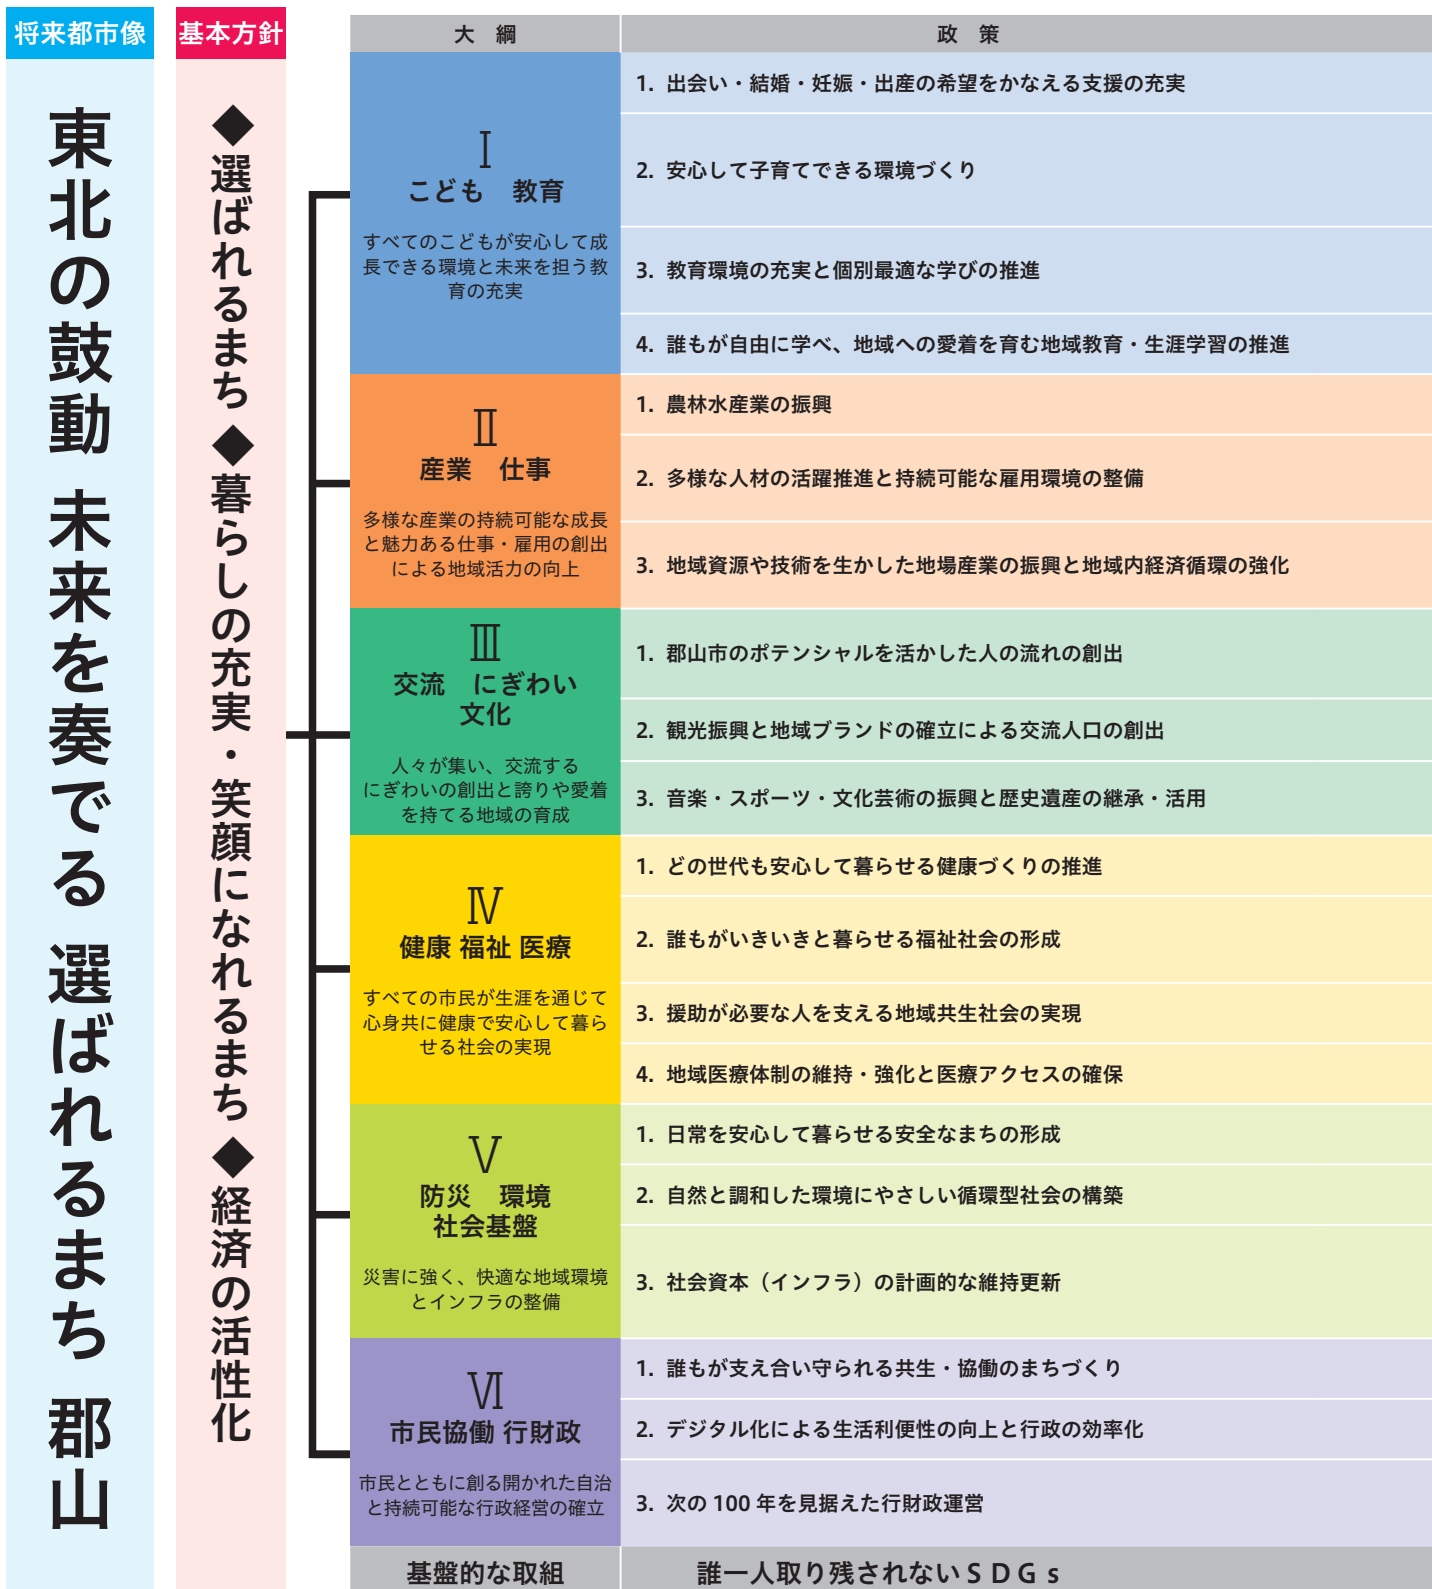 将来都市像
東北の鼓動 未来を奏でる 選ばれるまち 郡山
基本方針
◆選ばれるまち ◆暮らしの充実・笑顔になれるまち ◆経済の活性化
大　綱
政　策
Ⅰ
こども　教育
すべてのこどもが安心して成
長できる環境と未来を担う教
育の充実
1. 出会い・結婚・妊娠・出産の希望をかなえる支援の充実
2. 安心して子育てできる環境づくり
3. 教育環境の充実と個別最適な学びの推進
4. 誰もが自由に学べ、地域への愛着を育む地域教育・生涯学習の推進
Ⅱ
産業　仕事
多様な産業の持続可能な成長
と魅力ある仕事・雇用の創出
による地域活力の向上
1. 農林水産業の振興
2. 多様な人材の活躍推進と持続可能な雇用環境の整備
3. 地域資源や技術を生かした地場産業の振興と地域内経済循環の強化
Ⅲ
交流　にぎわい
文化
人々が集い、交流する
にぎわいの創出と誇りや愛着
を持てる地域の育成
1. 郡山市のポテンシャルを活かした人の流れの創出
2. 観光振興と地域ブランドの確立による交流人口の創出
3. 音楽・スポーツ・文化芸術の振興と歴史遺産の継承・活用
Ⅳ
健康 福祉 医療
すべての市民が生涯を通じて
心身共に健康で安心して暮ら
せる社会の実現
1. どの世代も安心して暮らせる健康づくりの推進
2. 誰もがいきいきと暮らせる福祉社会の形成
3. 援助が必要な人を支える地域共生社会の実現
4. 地域医療体制の維持・強化と医療アクセスの確保
Ⅴ
防災　環境
社会基盤
災害に強く、快適な地域環境
とインフラの整備
1. 日常を安心して暮らせる安全なまちの形成
2. 自然と調和した環境にやさしい循環型社会の構築
3. 社会資本（インフラ）の計画的な維持更新
Ⅵ
市民協働 行財政
市民とともに創る開かれた自治
と持続可能な行政経営の確立
1. 誰もが支え合い守られる共生・協働のまちづくり
2. デジタル化による生活利便性の向上と行政の効率化
3. 次の 100 年を見据えた行財政運営
基盤的な取組
誰一人取り残されないＳＤＧｓ